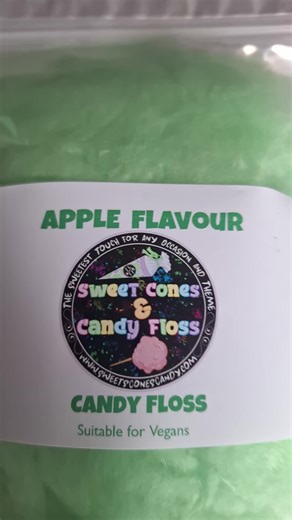 APPLE FLAVOUR
THE SWEETEST TOUCH FOR ANY OCCASION AND THEME
Sweet Cones
&
Candy Floss
WWW.SWEETSCONESCANDY.COM
CANDY FLOSS
Suitable for Vegans